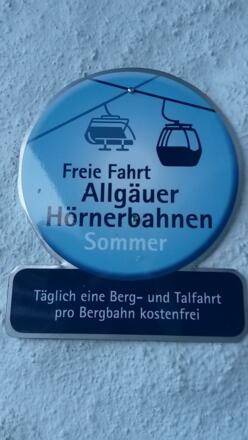 Freie Fahrt
Allgäuer
Hörnerbahnen
Sommer
Täglich eine Berg- und Talfahrt
pro Bergbahn kostenfrei